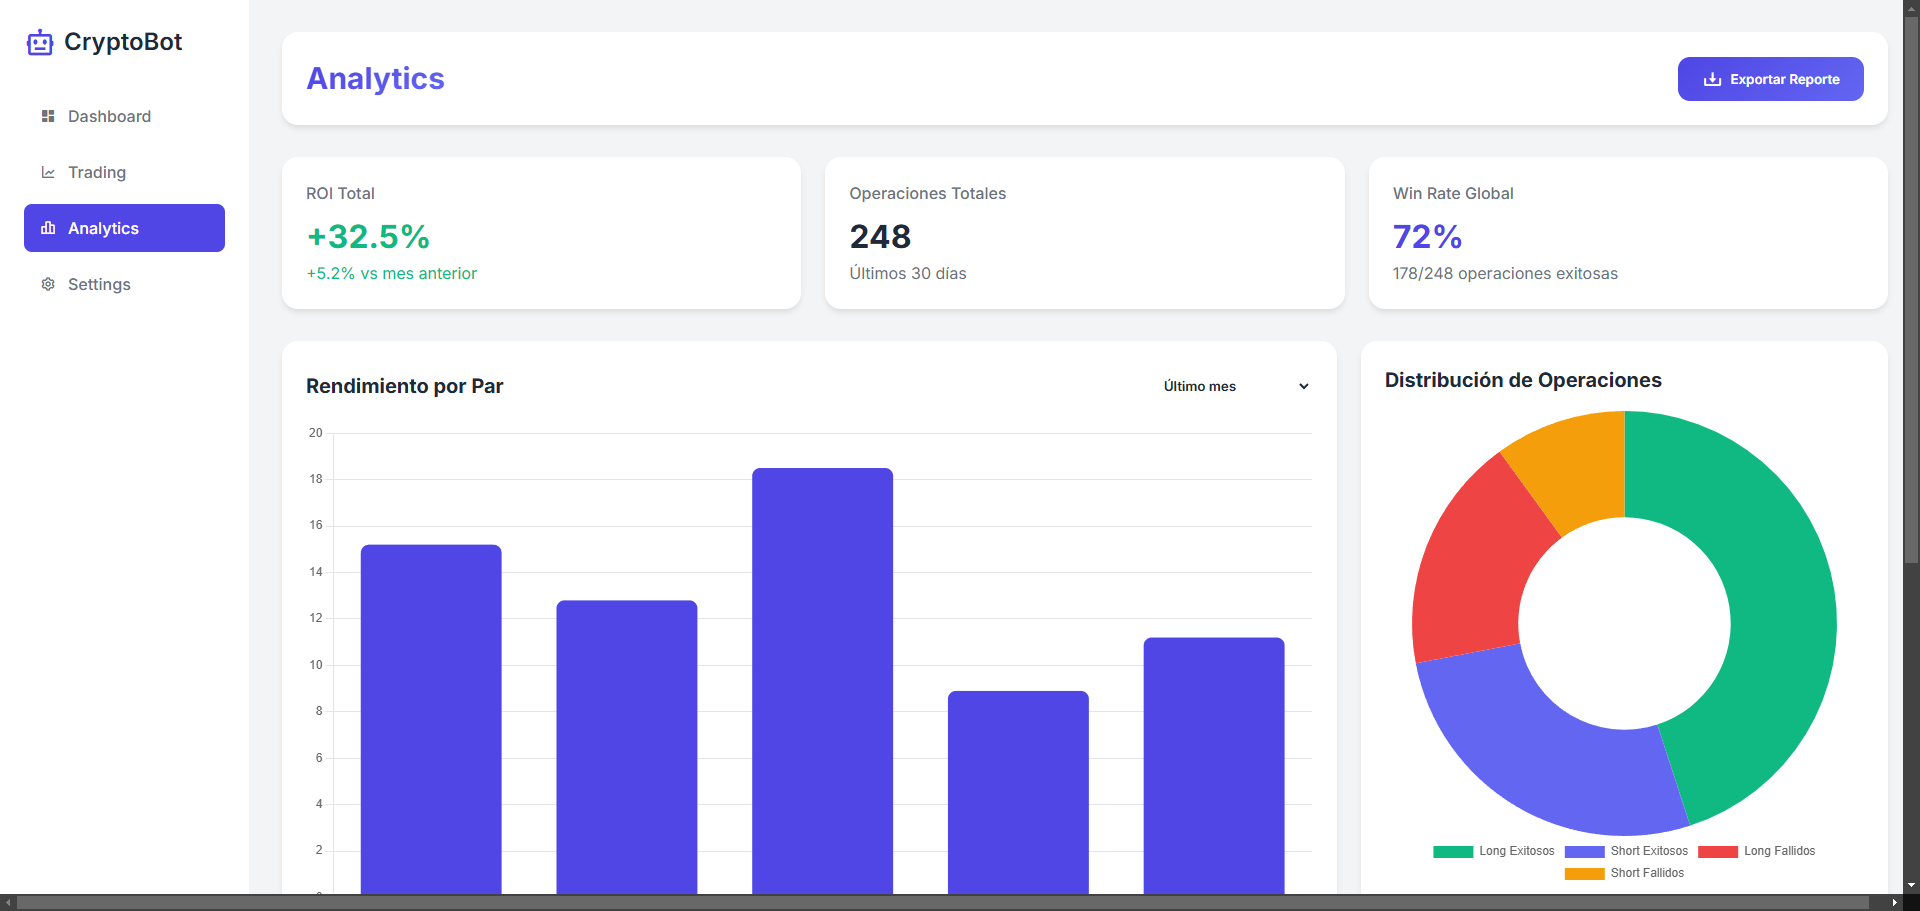 CryptoBot
Dashboard
Trading
Analytics
Settings
Analytics
Exportar Reporte
ROI Total
+32.5%
+5.2% vs mes anterior
Operaciones Totales
248
Últimos 30 días
Win Rate Global
72%
178/248 operaciones exitosas
Rendimiento por Par
Último mes
20
18
16
14
12
10
8
6
4
2
Distribución de Operaciones
Long Exitosos
Short Exitosos
Long Fallidos
Short Fallidos